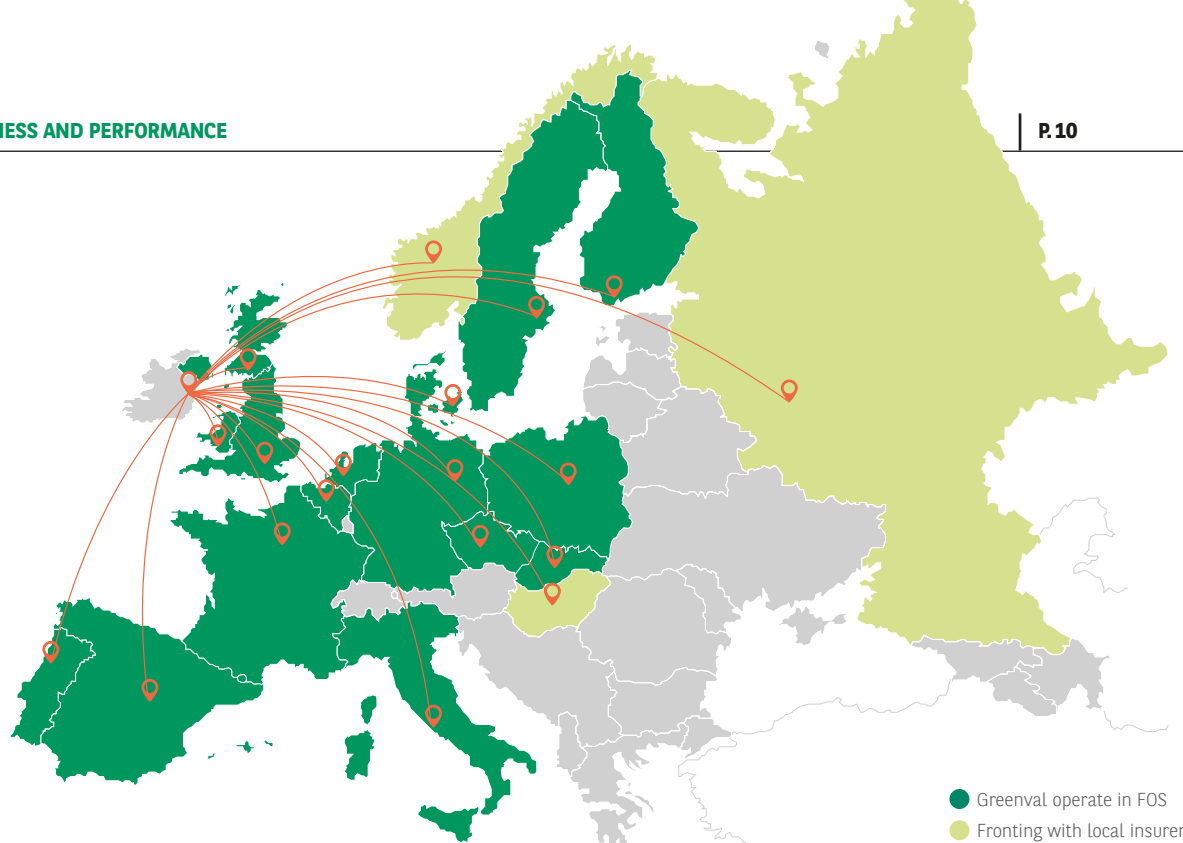 NESS AND PERFORMANCE
P. 10
Greenval operate in FOS
Fronting with local insurer